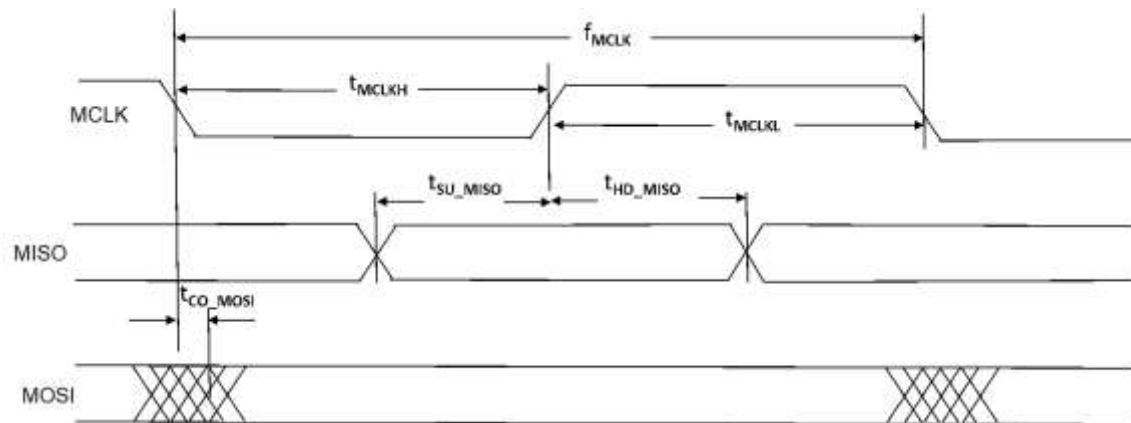 fMCLK
tMCLKH
MCLK
tMCLKL
tSU_MISO tHD_MISO
MISO
tCO_MOSI
MOSI